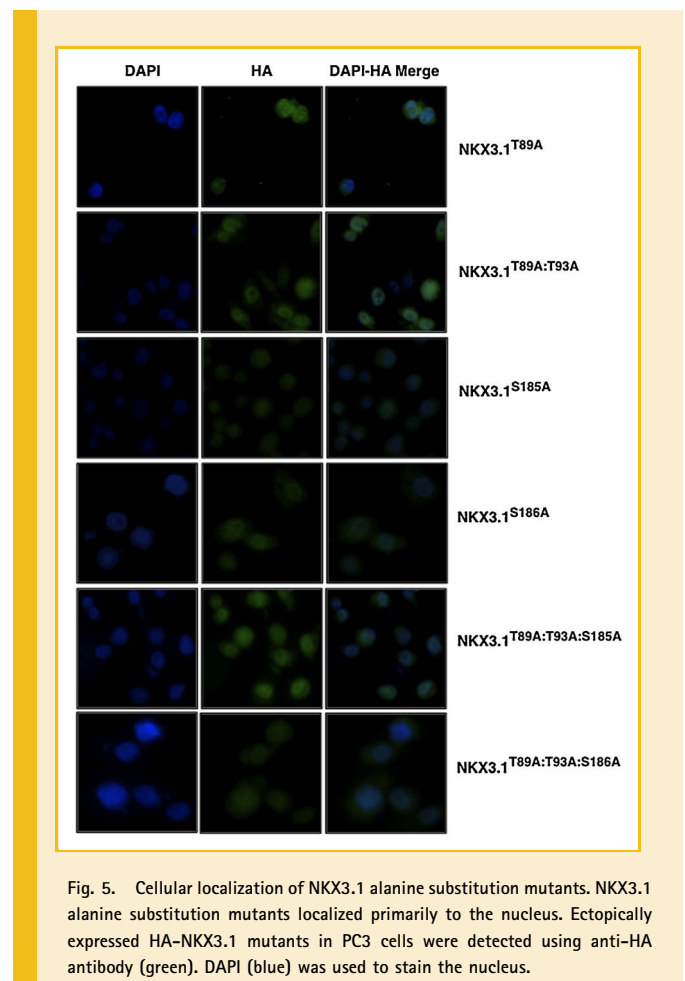 DAPI HA DAPI-HA Merge
NKX3.1T89A
NKX3.1T89A:T93A
NKX3.1S185A
NKX3.1S186A
NKX3.1T89A:T93A:S185A
NKX3.1T89A:T93A:S186A
Fig. 5. Cellular localization of NKX3.1 alanine substitution mutants. NKX3.1
alanine substitution mutants localized primarily to the nucleus. Ectopically
expressed HA-NKX3.1 mutants in PC3 cells were detected using anti-HA
antibody (green). DAPI (blue) was used to stain the nucleus.